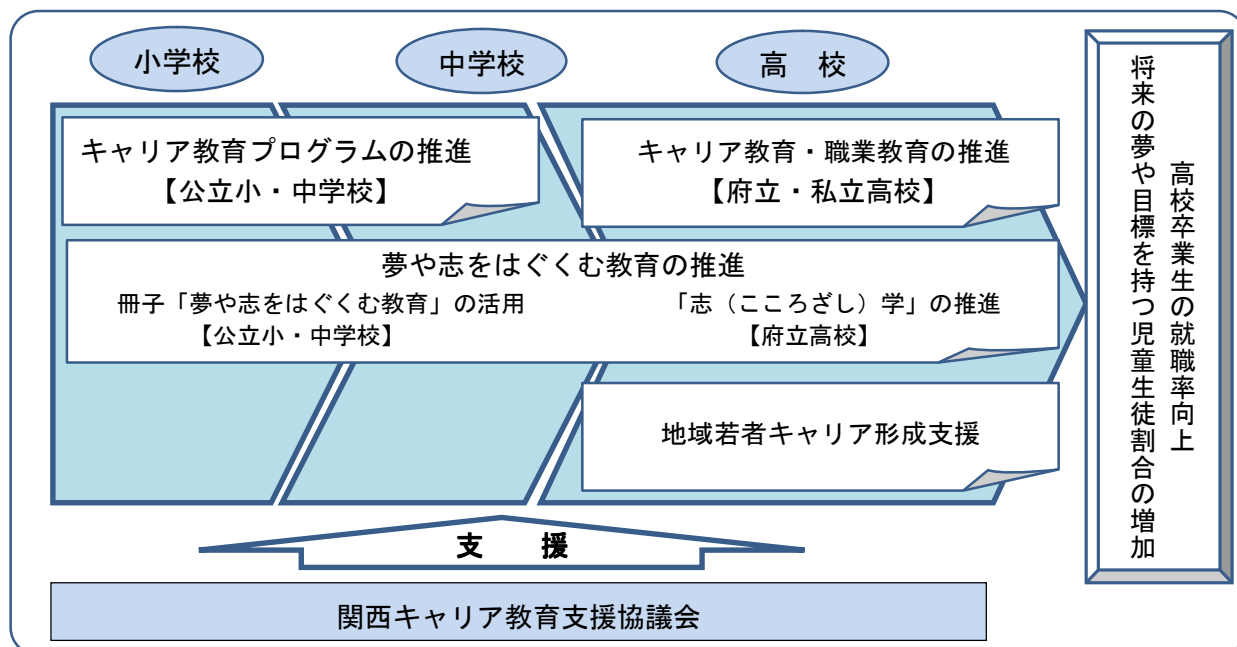 小学校
中学校
高　校
キャリア教育プログラムの推進
【公立小・中学校】
キャリア教育・職業教育の推進
【府立・私立高校】
夢や志をはぐくむ教育の推進
冊子「夢や志をはぐくむ教育」の活用
【公立小・中学校】
「志（こころざし）学」の推進
【府立高校】
地域若者キャリア形成支援
高校卒業生の就職率向上
将来の夢や目標を持つ児童生徒割合の増加
支　援
関西キャリア教育支援協議会